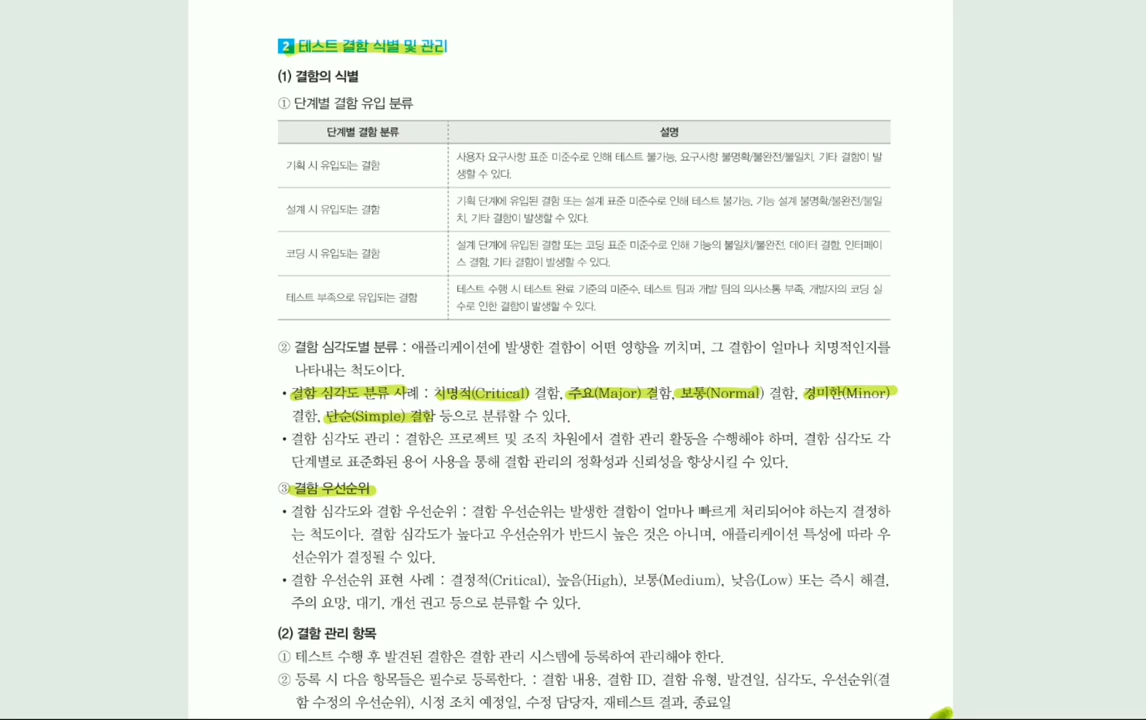 2 테스트 결함 식별 및 관리
(1) 결함의 식별
① 단계별 결함 유입 분류
단계별 결함 분류 설명
기획 시 유입되는 결함 사용자 요구사항 표준 미준수로 인해 테스트 불가능, 요구사항 불명확/불완전/불일치, 기타 결함이 발
생할 수 있다.
설계 시 유입되는 결함 기획 단계에 유입된 결함 또는 설계 표준 미준수로 인해 테스트 불가능, 기능 설계 불명확/불완전/불일
치, 기타 결함이 발생할 수 있다.
코딩 시 유입되는 결함 설계 단계에 유입된 결함 또는 코딩 표준 미준수로 인해 기능의 불일치/불완전, 데이터 결함, 인터페이
스 결함, 기타 결함이 발생할 수 있다.
테스트 부족으로 유입되는 결함 테스트 수행 시 테스트 완료 기준의 미준수, 테스트 팀과 개발 팀의 의사소통 부족, 개발자의 코딩 실
수로 인한 결함이 발생할 수 있다.
② 결함 심각도별 분류 : 애플리케이션에 발생한 결함이 어떤 영향을 끼치며, 그 결함이 얼마나 치명적인지를
나타내는 척도이다.
• 결함 심각도 분류 사례 : 치명적(Critical) 결함, 주요(Major) 결함, 보통(Normal) 결함, 경미한(Minor)
결함, 단순(Simple) 결함 등으로 분류할 수 있다.
• 결함 심각도 관리 : 결함은 프로젝트 및 조직 차원에서 결함 관리 활동을 수행해야 하며, 결함 심각도 각
단계별로 표준화된 용어 사용을 통해 결함 관리의 정확성과 신뢰성을 향상시킬 수 있다.
③ 결함 우선순위
• 결함 심각도와 결함 우선순위 : 결함 우선순위는 발생한 결함이 얼마나 빠르게 처리되어야 하는지 결정하
는 척도이다. 결함 심각도가 높다고 우선순위가 반드시 높은 것은 아니며, 애플리케이션 특성에 따라 우
선순위가 결정될 수 있다.
• 결함 우선순위 표현 사례 : 결정적(Critical), 높음(High), 보통(Medium), 낮음(Low) 또는 즉시 해결,
주의 요망, 대기, 개선 권고 등으로 분류할 수 있다.
(2) 결함 관리 항목
① 테스트 수행 후 발견된 결함은 결함 관리 시스템에 등록하여 관리해야 한다.
② 등록 시 다음 항목들은 필수로 등록한다. : 결함 내용, 결함 ID, 결함 유형, 발견일, 심각도, 우선순위(결
함 수정의 우선순위), 시정 조치 예정일, 수정 담당자, 재테스트 결과, 종료일